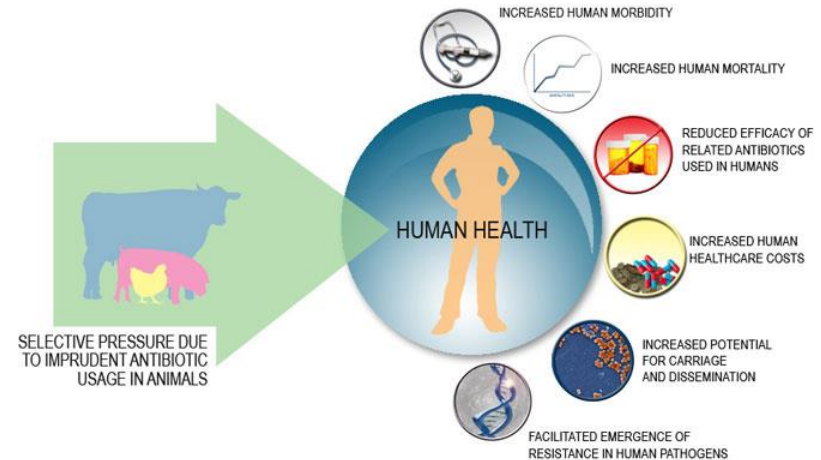 INCREASED HUMAN MORBIDITY
INCREASED HUMAN MORTALITY
REDUCED EFFICACY OF
RELATED ANTIBIOTICS
USED IN HUMANS
HUMAN HEALTH
INCREASED HUMAN
HEALTHCARE COSTS
SELECTIVE PRESSURE DUE
TO IMPRUDENT ANTIBIOTIC
USAGE IN ANIMALS
INCREASED POTENTIAL
FOR CARRIAGE
AND DISSEMINATION
FACILITATED EMERGENCE OF
RESISTANCE IN HUMAN PATHOGENS